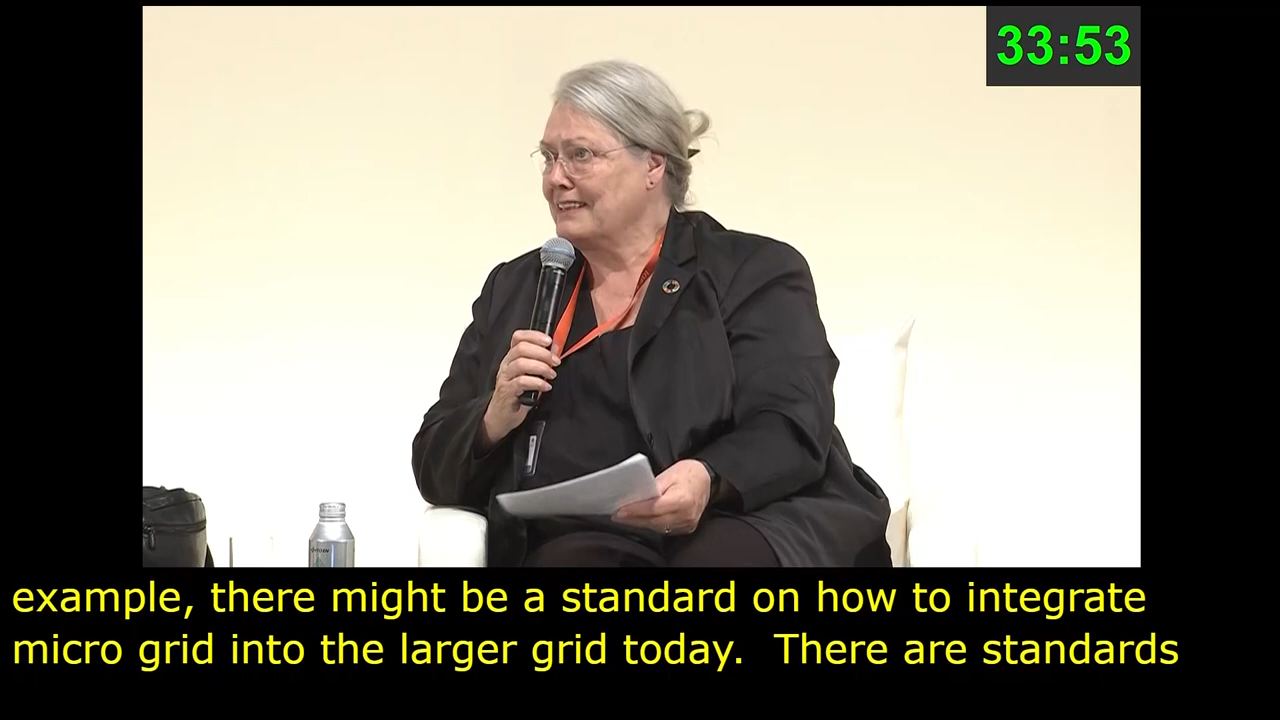 33:53
example, there might be a standard on how to integrate
micro grid into the larger grid today.  There are standards